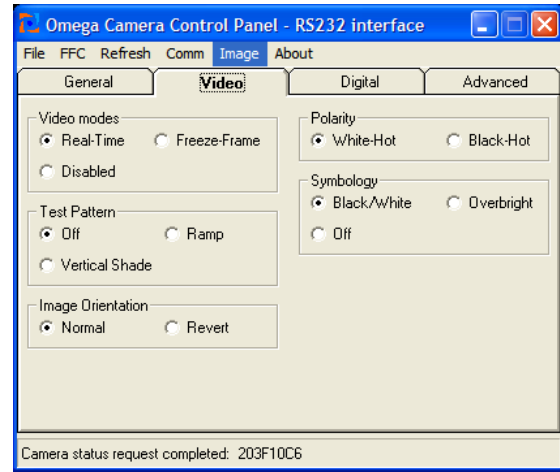 Omega Camera Control Panel - RS232 interface
File FFC Refresh Comm Image About
General Video Digital Advanced
Video modes
Real-Time Freeze-Frame
Disabled
Test Pattern
Off Ramp
Vertical Shade
Image Orientation
Normal Revert
Polarity
White-Hot Black-Hot
Symbology
Black/White Overbright
Off
Camera status request completed: 203F10C6